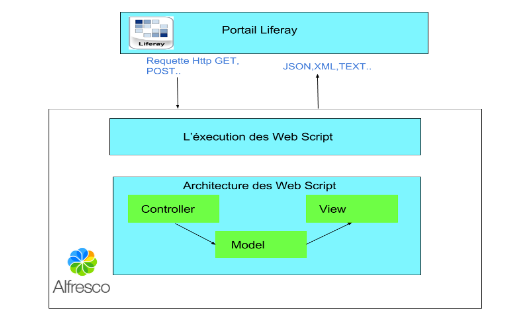 Portail Liferay
Liferay
Requette Http GET,
POST..
JSON,XML,TEXT..
L'éxecution des Web Script
Architecture des Web Script
Controller
View
Model
Alfresco